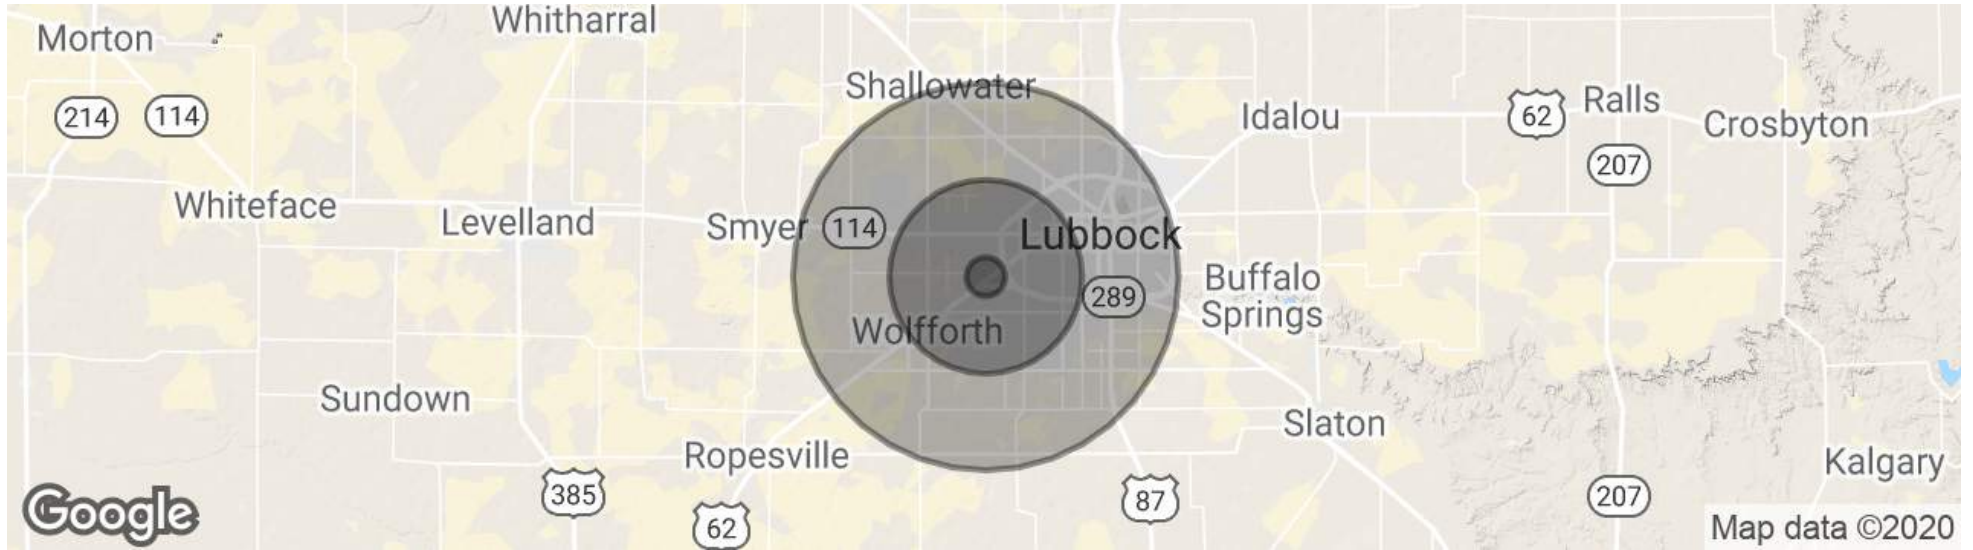 Whitharral
Morton
Shallowater
214
114
62
Ralls
Idalou
Crosbyton
207
Whiteface
Levelland
Smyer
114
Lubbock
Buffalo
Springs
289
Wolfforth
Sundown
Slaton
Ropesville
Kalgary
385
87
207
62
Google
Map data ©2020